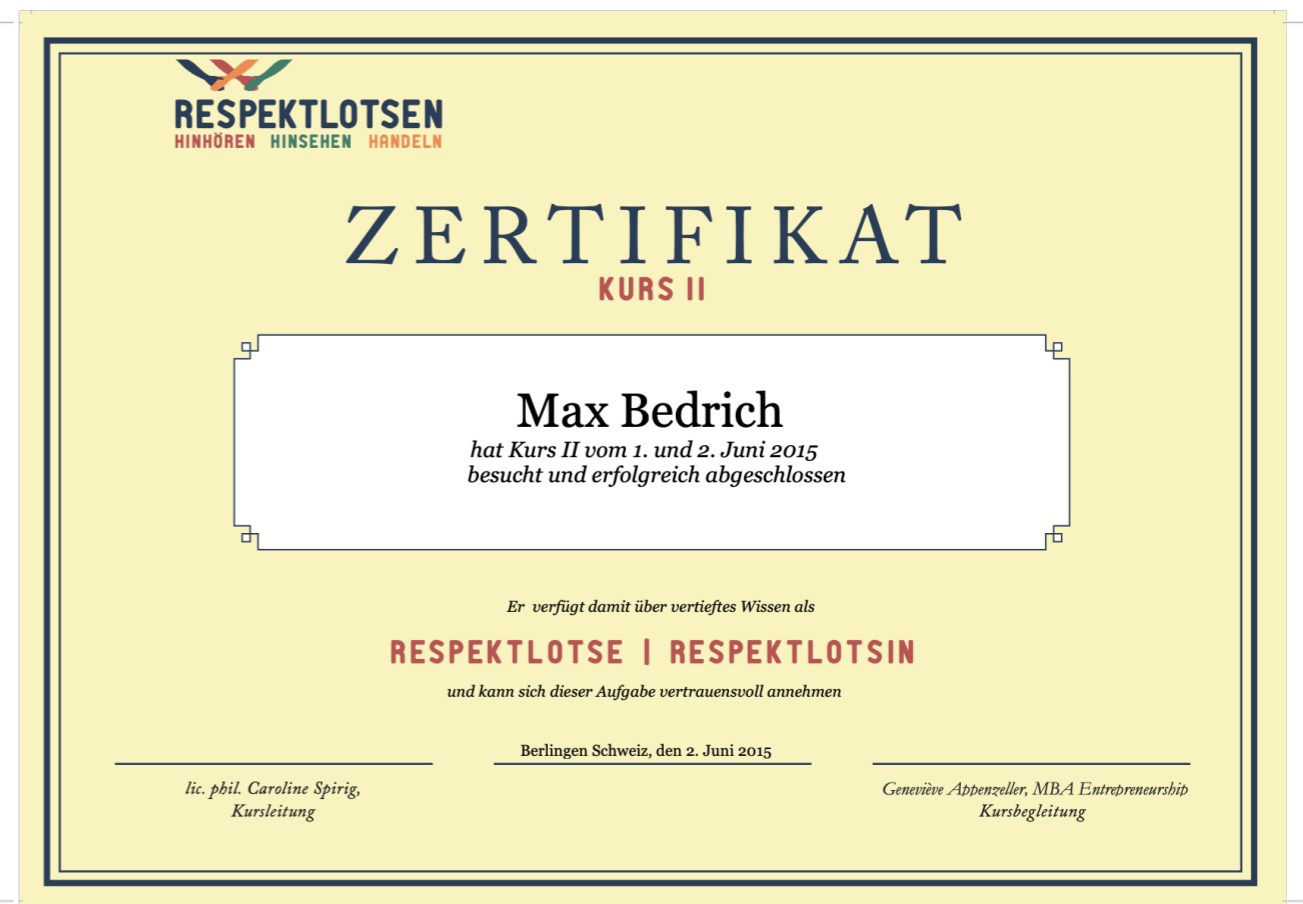 RESPEKTLOTSEN
HINHÖREN HINSEHEN HANDELN
ZERTIFIKAT
KURS II
Max Bedrich
hat Kurs II vom 1. und 2. Juni 2015
besucht und erfolgreich abgeschlossen
Er verfügt damit über vertieftes Wissen als
RESPEKTLOTSE | RESPEKTLOTSIN
und kann sich dieser Aufgabe vertrauensvoll annehmen
Berlingen Schweiz, den 2. Juni 2015
lic. phil. Caroline Spirig,
Kursleitung
Geneviève Appenzeller, MBA Entrepreneurship
Kursbegleitung